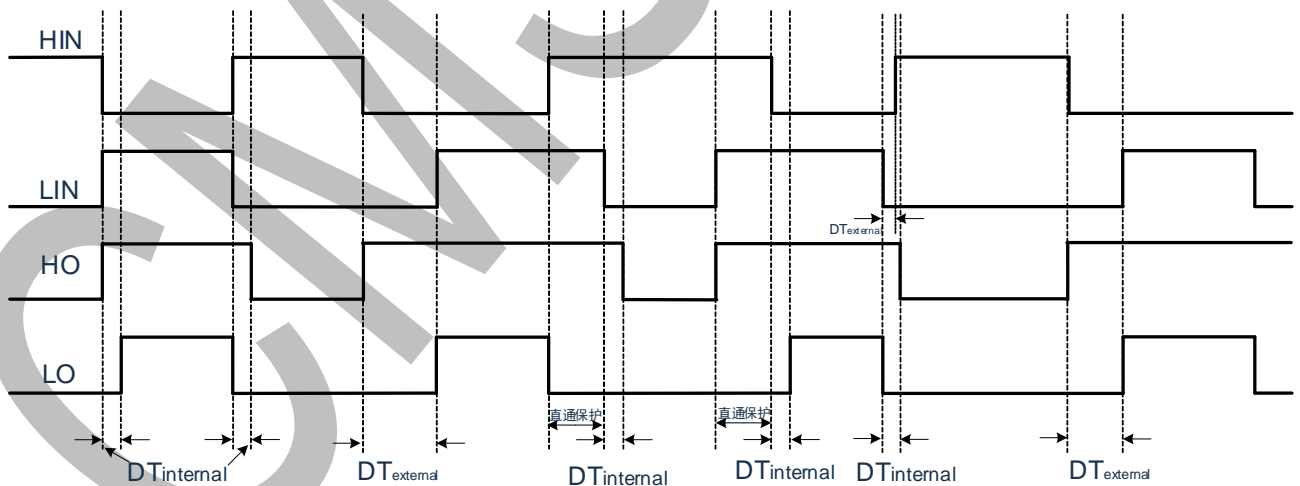 HIN
LIN
DTexternal
HO
LO
直通保护 直通保护
DTinternal DTexternal DTinternal DTinternal DTinternal DTexternal